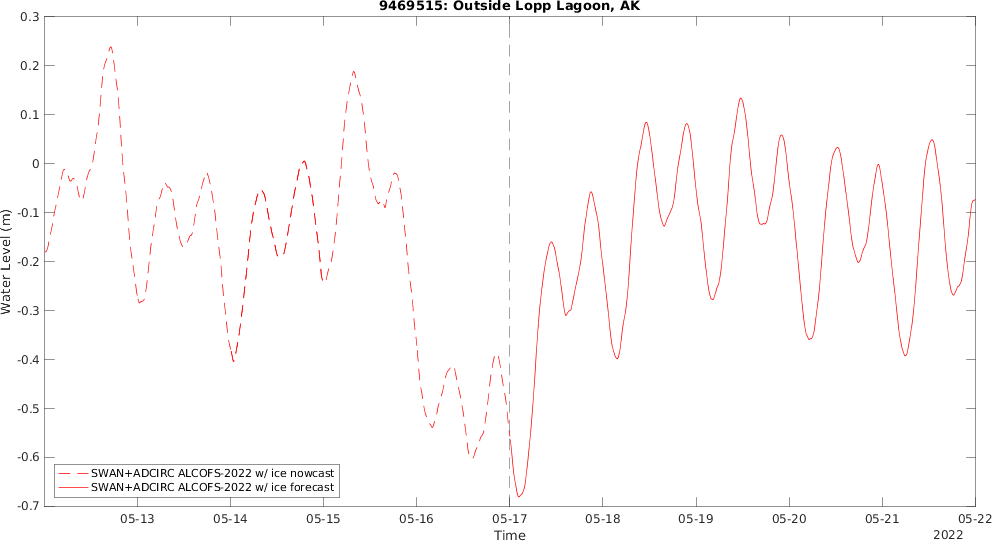 9469515: Outside Lopp Lagoon, AK
0.3
0.2
0.1
0
-0.1
-0.2
-0.3
-0.4
-0.5
-0.6
-0.7
Water Level (m)
SWAN+ADCIRC ALCOFS-2022 w/ ice nowcast
SWAN+ADCIRC ALCOFS-2022 w/ ice forecast
05-13 05-14 05-15 05-16 05-17 05-18 05-19 05-20 05-21 05-22
Time
2022